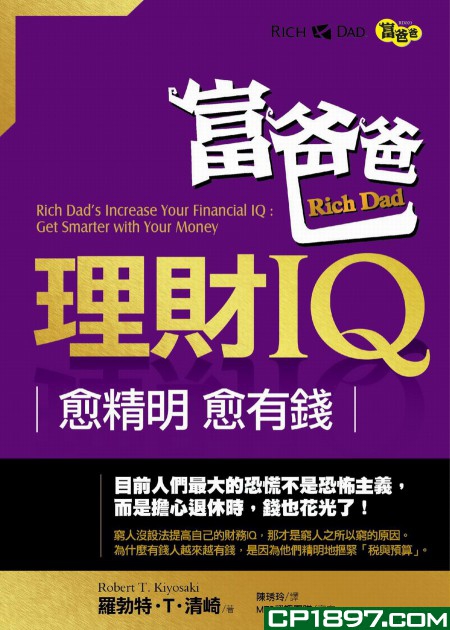 RICH DAD
富爸爸
富爸爸
Rich Dad
Rich Dad's Increase Your Financial IQ :
Get Smarter with Your Money
理財IQ
愈精明 愈有錢
目前人們最大的恐慌不是恐怖主義，
而是擔心退休時，錢也花光了！
窮人沒設法提高自己的財務IQ，那才是窮人之所以窮的原因。
為什麼有錢人越來越有錢，是因為他們精明地掴緊「稅與預算」。
Robert T. Kiyosaki
羅勃特·T·清崎/著
陳琇玲/譯
CP1897.COM